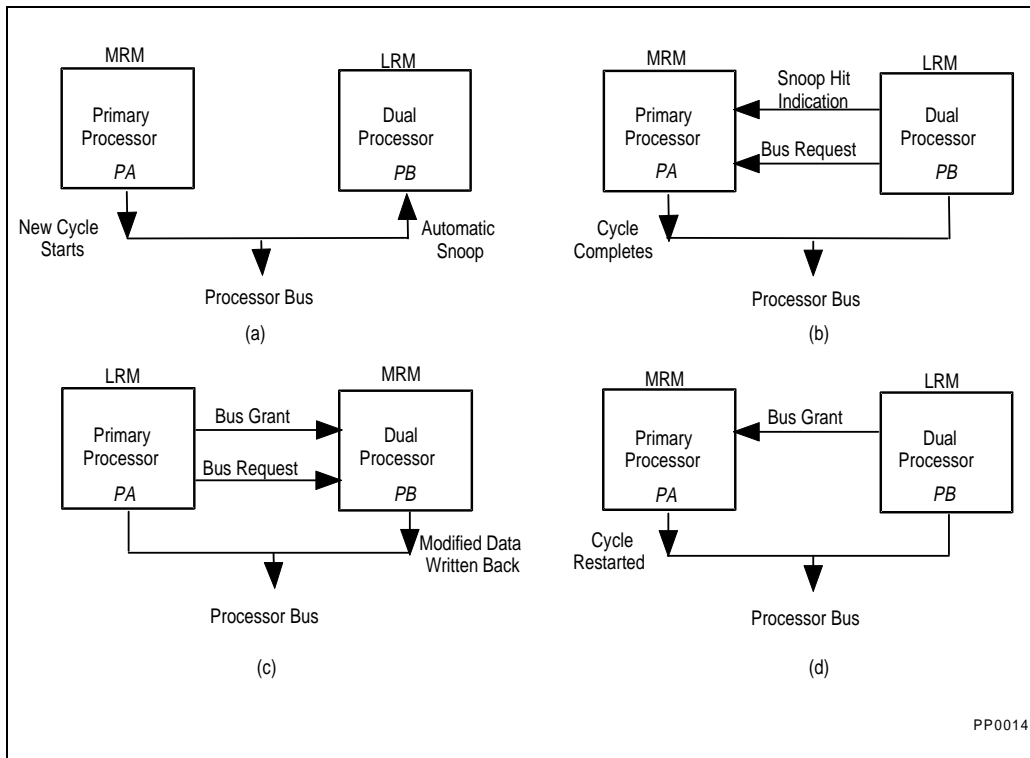 MRM
Primary
Processor
PA
New Cycle
Starts
LRM
Dual
Processor
PB
Automatic
Snoop
Processor Bus
(a)
MRM
Primary
Processor
PA
Snoop Hit
Indication
Bus Request
LRM
Dual
Processor
PB
Cycle
Completes
Processor Bus
(b)
LRM
Primary
Processor
PA
Bus Grant
Bus Request
MRM
Dual
Processor
PB
Modified Data
Written Back
Processor Bus
(c)
MRM
Primary
Processor
PA
Bus Grant
LRM
Dual
Processor
PB
Cycle
Restarted
Processor Bus
(d)
PP0014